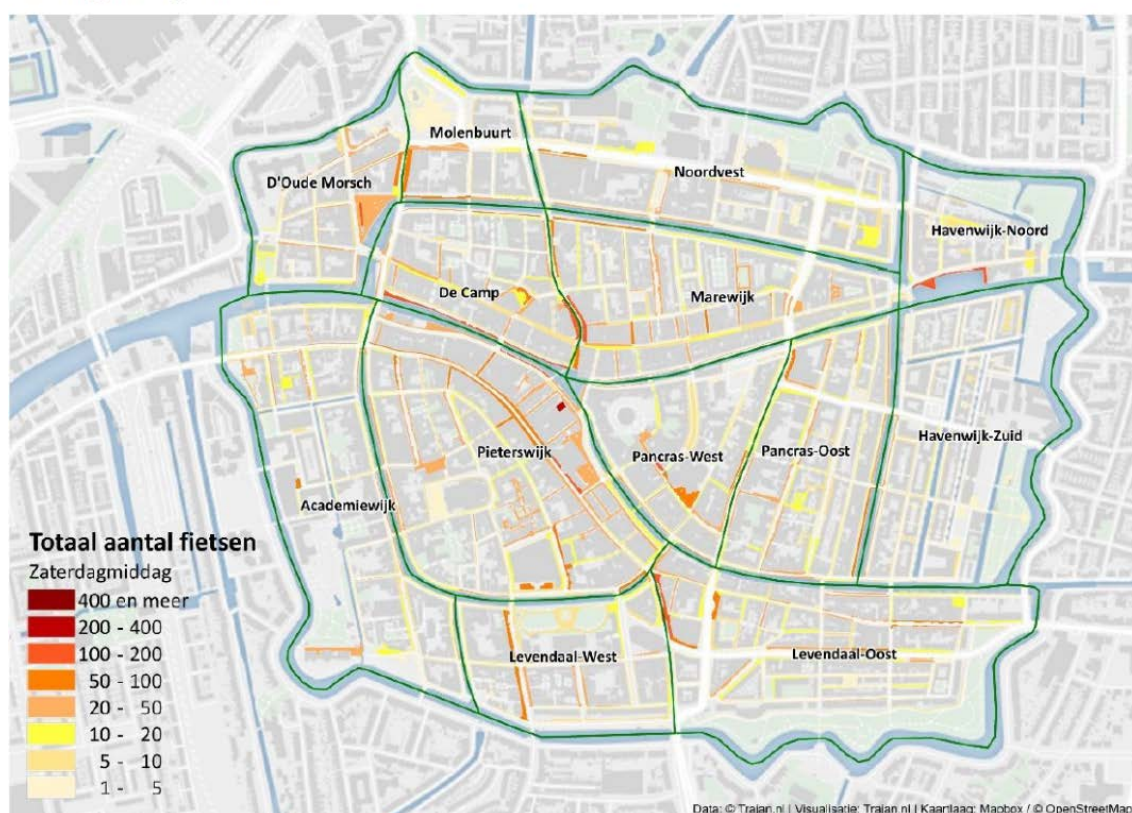 Molenbuurt
Noordvest
D'Oude Morsch
Havenwijk-Noord
De Camp
Marewijk
Havenwijk-Zuid
Pieterswijk
Pancras-West
Pancras-Oost
Academiewijk
Levendaal-West
Levendaal-Oost
Totaal aantal fietsen
Zaterdagmiddag
400 en meer
200 - 400
100 - 200
50 - 100
20 - 50
10 - 20
5 - 10
1 - 5
Data: © Trajan.nl | Visualisatie: Trajan.nl | Kaartlaag: Mapbox / © OpenStreetMap